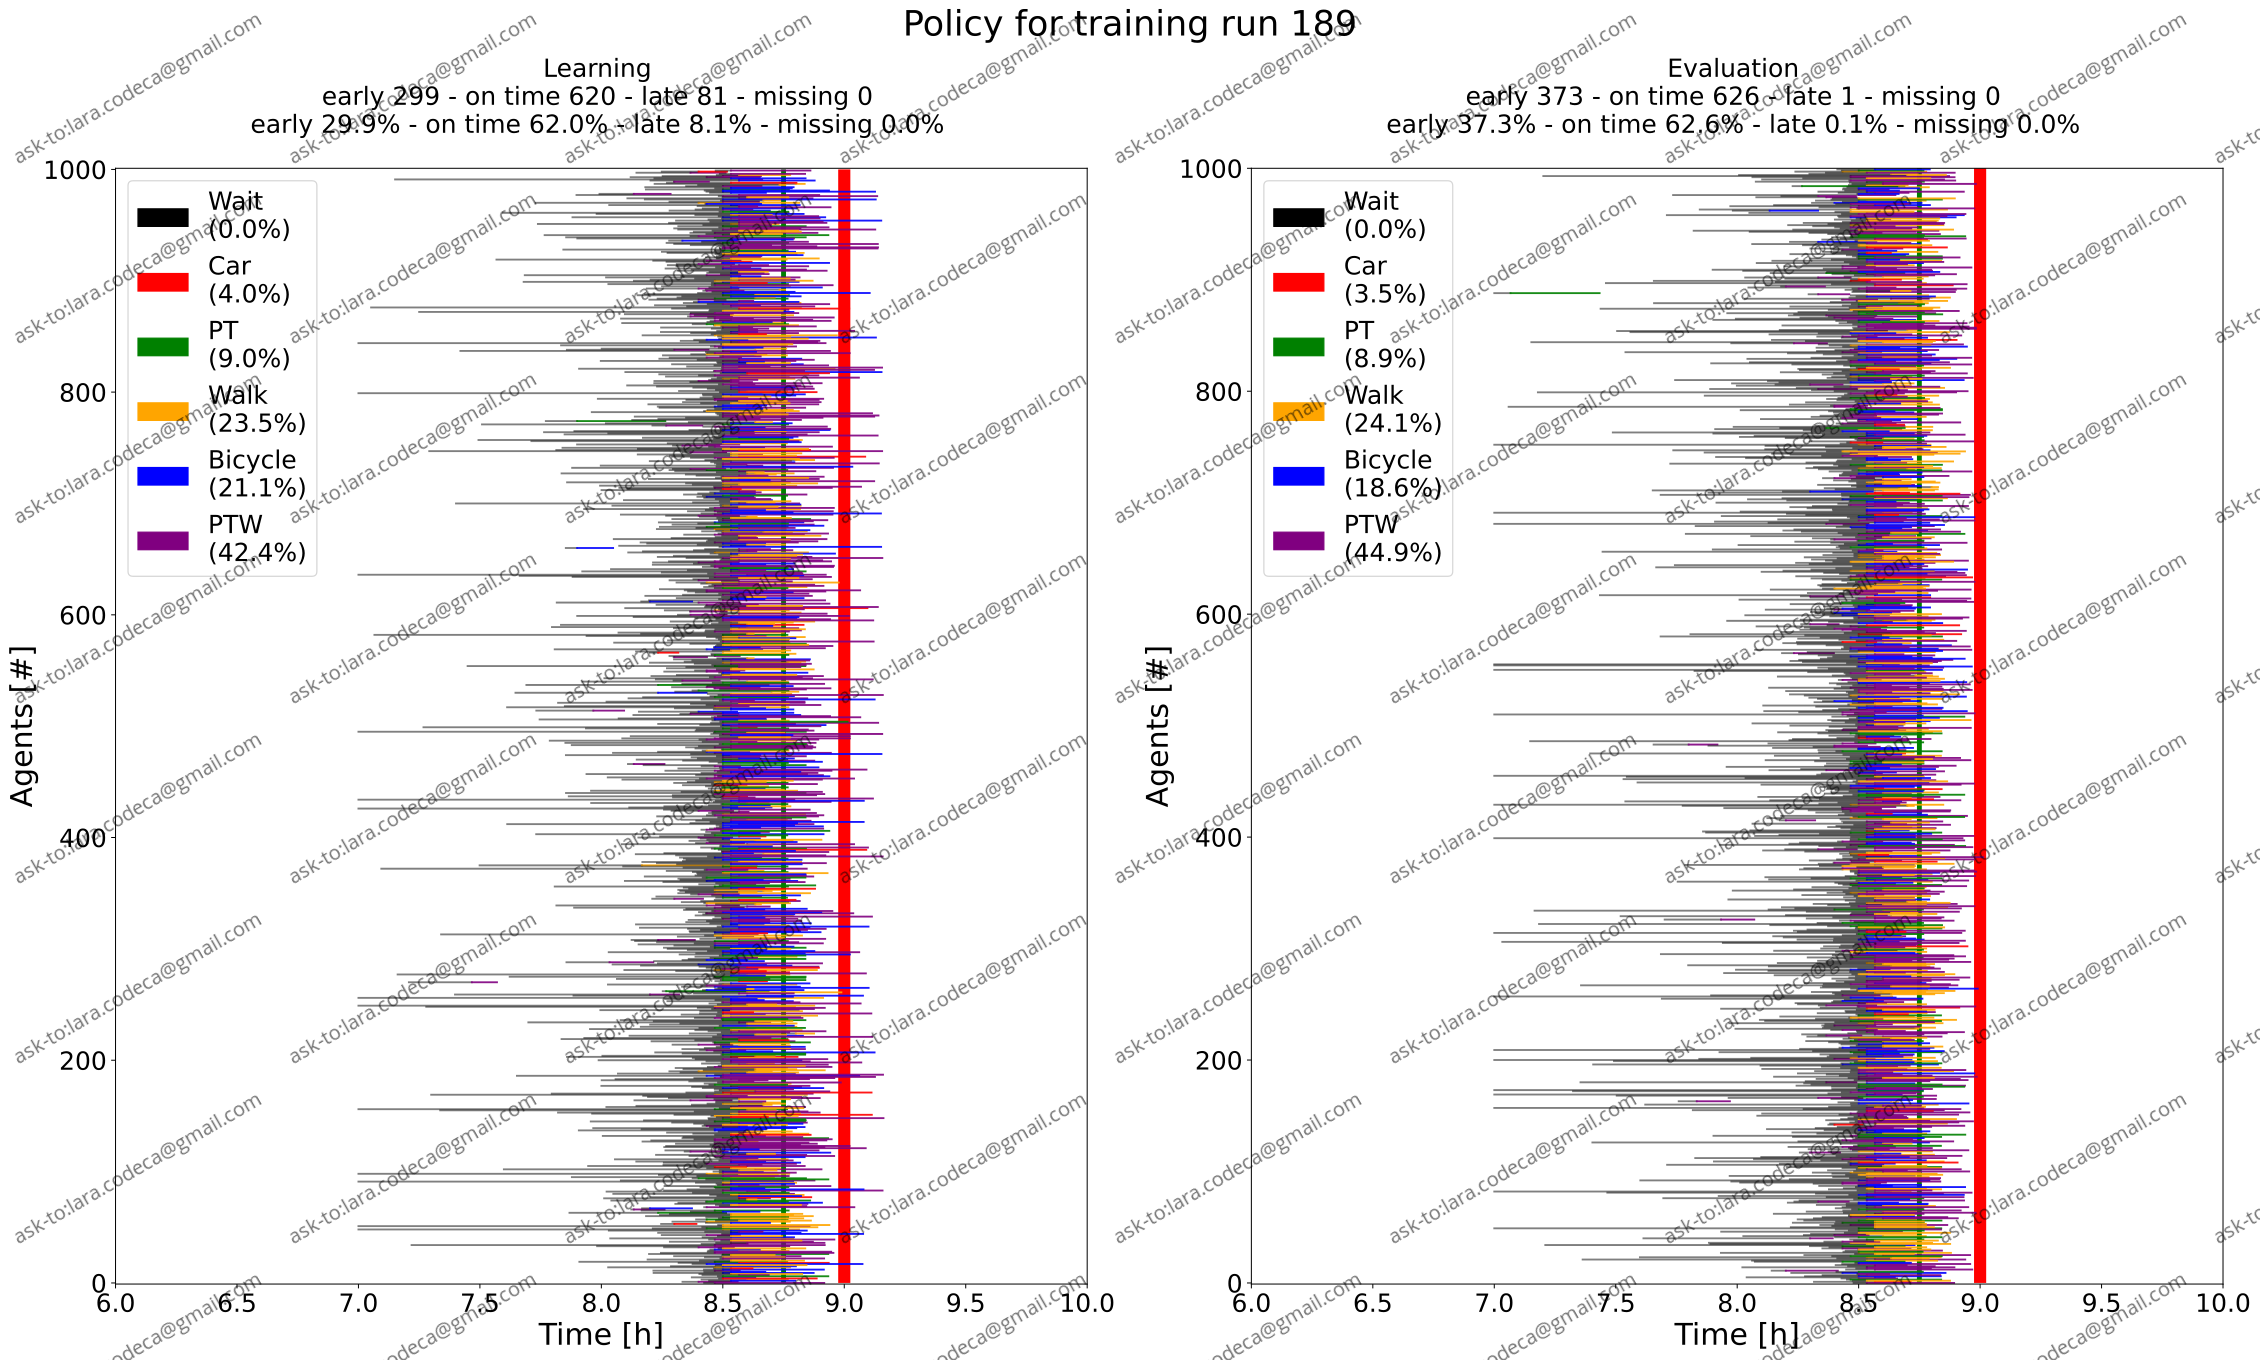 Policy for training run 189
Learning
early 299 - on time 620 - late 81 - missing 0
early 29.9% - on time 62.0% - late 8.1% - missing 0.0%
1000
800
600
400
200
0
Agents [#]
Wait
(0.0%)
Car
(4.0%)
PT
(9.0%)
Walk
(23.5%)
Bicycle
(21.1%)
PTW
(42.4%)
6.0 6.5 7.0 7.5 8.0 8.5 9.0 9.5 10.0
Time [h]
Evaluation
early 373 - on time 626 - late 1 - missing 0
early 37.3% - on time 62.6% - late 0.1% - missing 0.0%
1000
800
600
400
200
0
Agents [#]
Wait
(0.0%)
Car
(3.5%)
PT
(8.9%)
Walk
(24.1%)
Bicycle
(18.6%)
PTW
(44.9%)
6.0 6.5 7.0 7.5 8.0 8.5 9.0 9.5 10.0
Time [h]
ask-to:lara.codeca@gmail.com